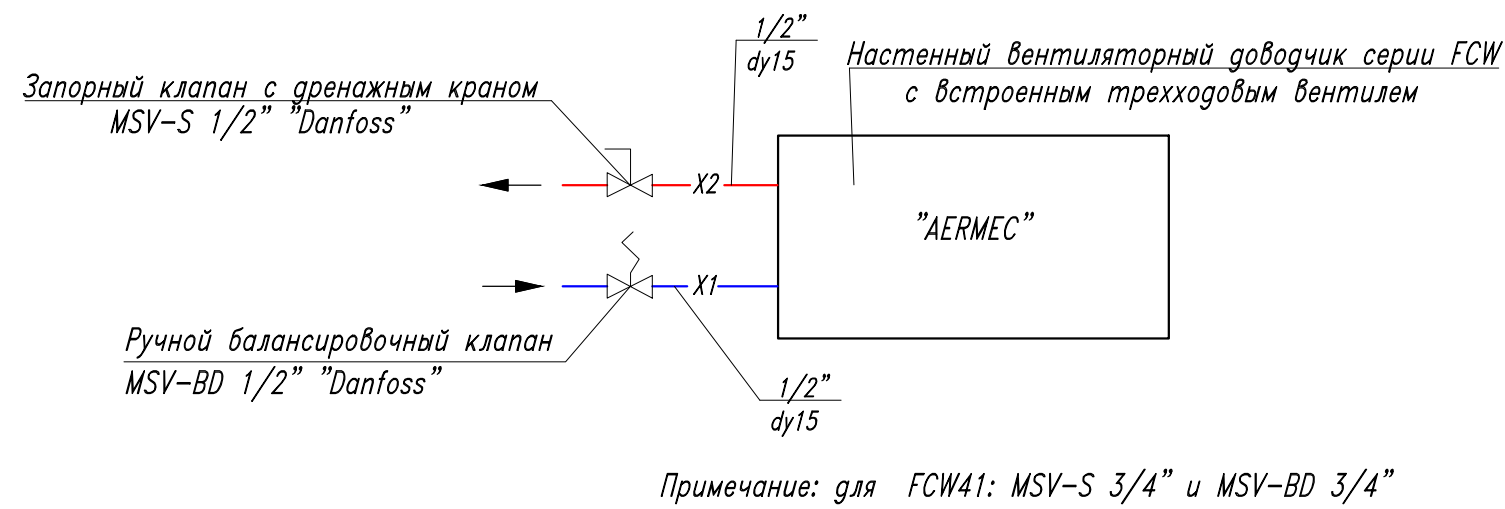 1/2"
dy15
Настенный вентиляторный доводчик серии FCW
с встроенным трехходовым вентилем
Запорный клапан с дренажным краном
MSV-S 1/2" "Danfoss"
X2
"AERMEC"
X1
Ручной балансировочный клапан
MSV-BD 1/2" "Danfoss"
1/2"
dy15
Примечание: для FCW41: MSV-S 3/4" и MSV-BD 3/4"